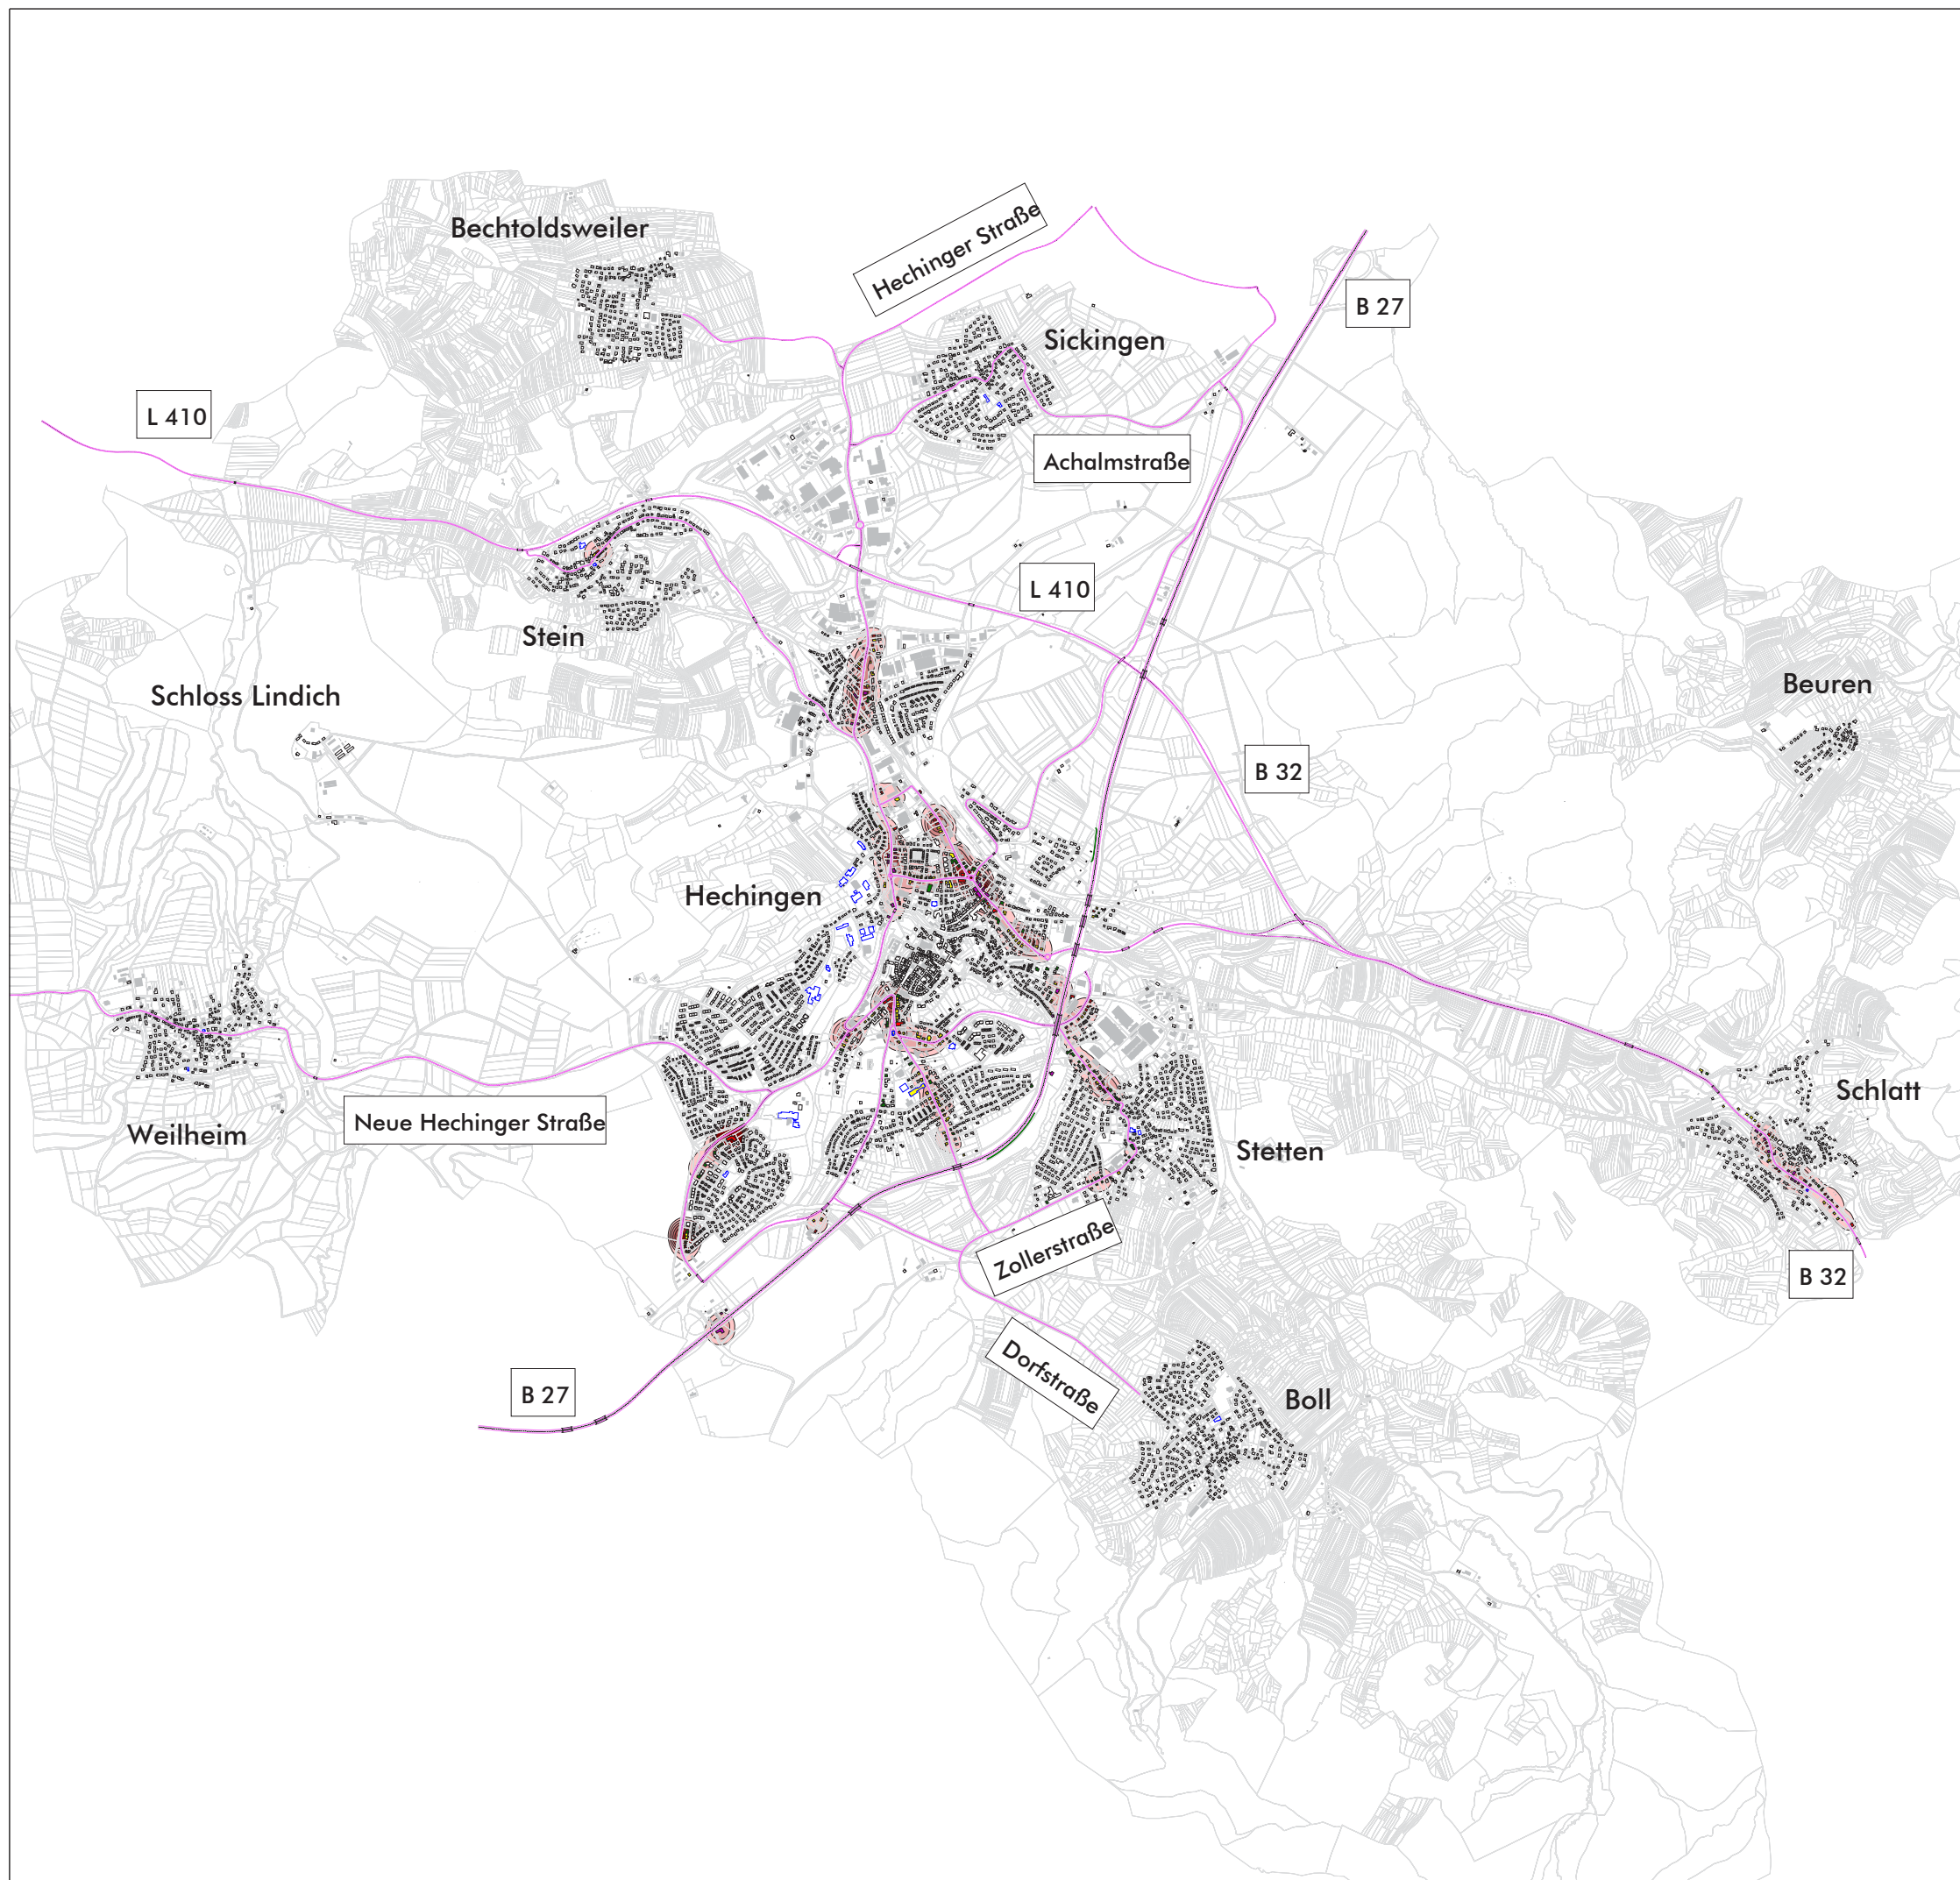 Bechtoldsweiler
Hechinger Straße
B 27
Sickingen
L 410
Achalmstraße
L 410
Stein
Schloss Lindich
Beuren
B 32
Hechingen
Schlatt
Neue Hechinger Straße
Weilheim
Stetten
Zollerstraße
B 32
Dorfstraße
B 27
Boll